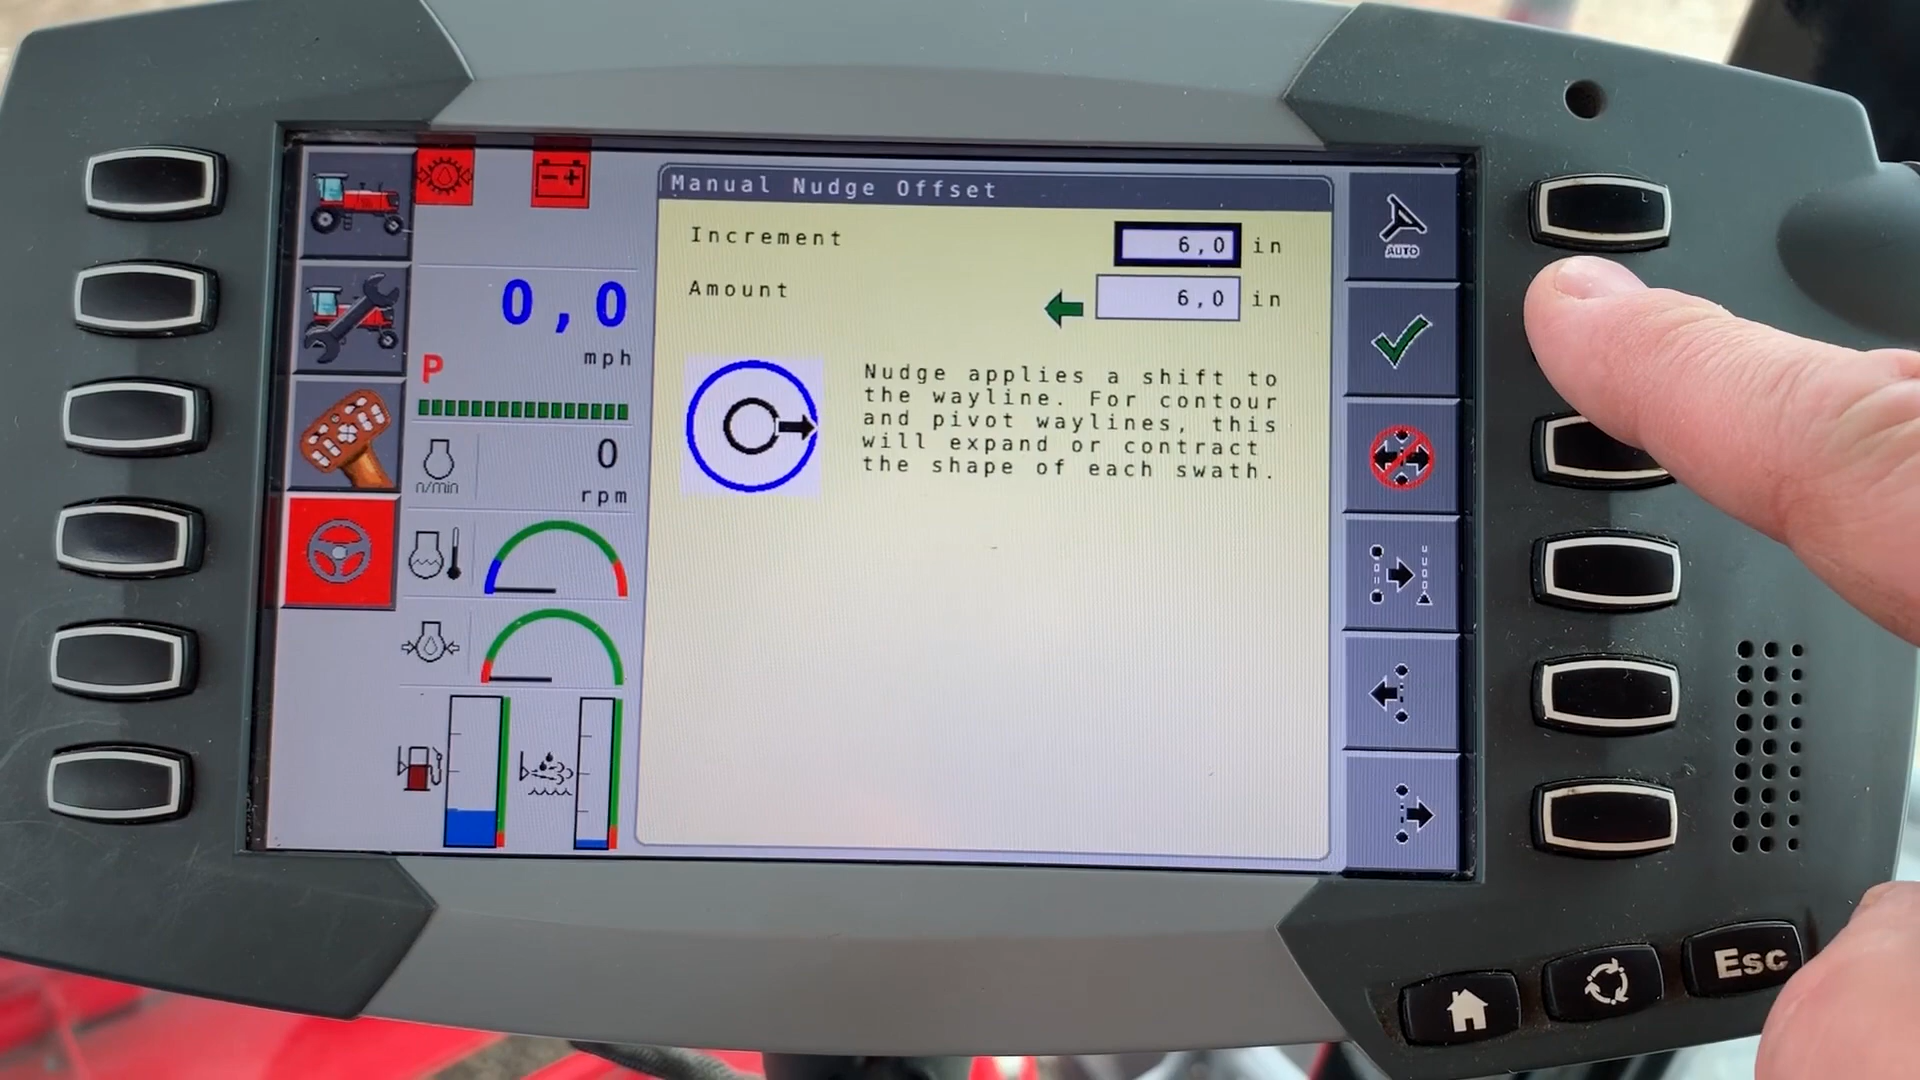 Manual Nudge Offset
Increment 6,0 in
Amount 6,0 in
Nudge applies a shift to
the wayline. For contour
and pivot waylines, this
will expand or contract
the shape of each swath.
0,0
mph
P
0
n/min
rpm
AUTO
Esc